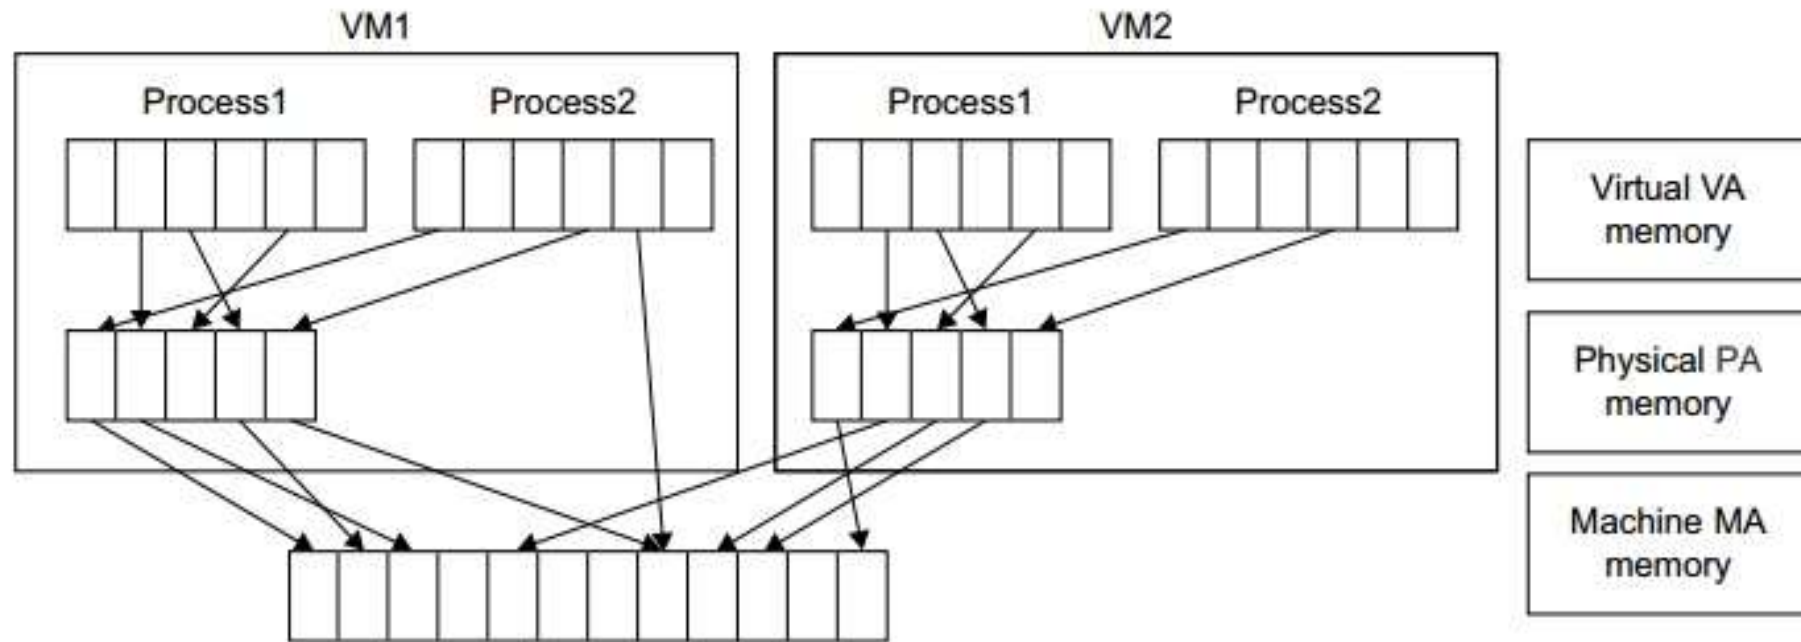 VM1
VM2
Process1
Process2
Process1
Process2
Virtual VA
memory
Physical PA
memory
Machine MA
memory